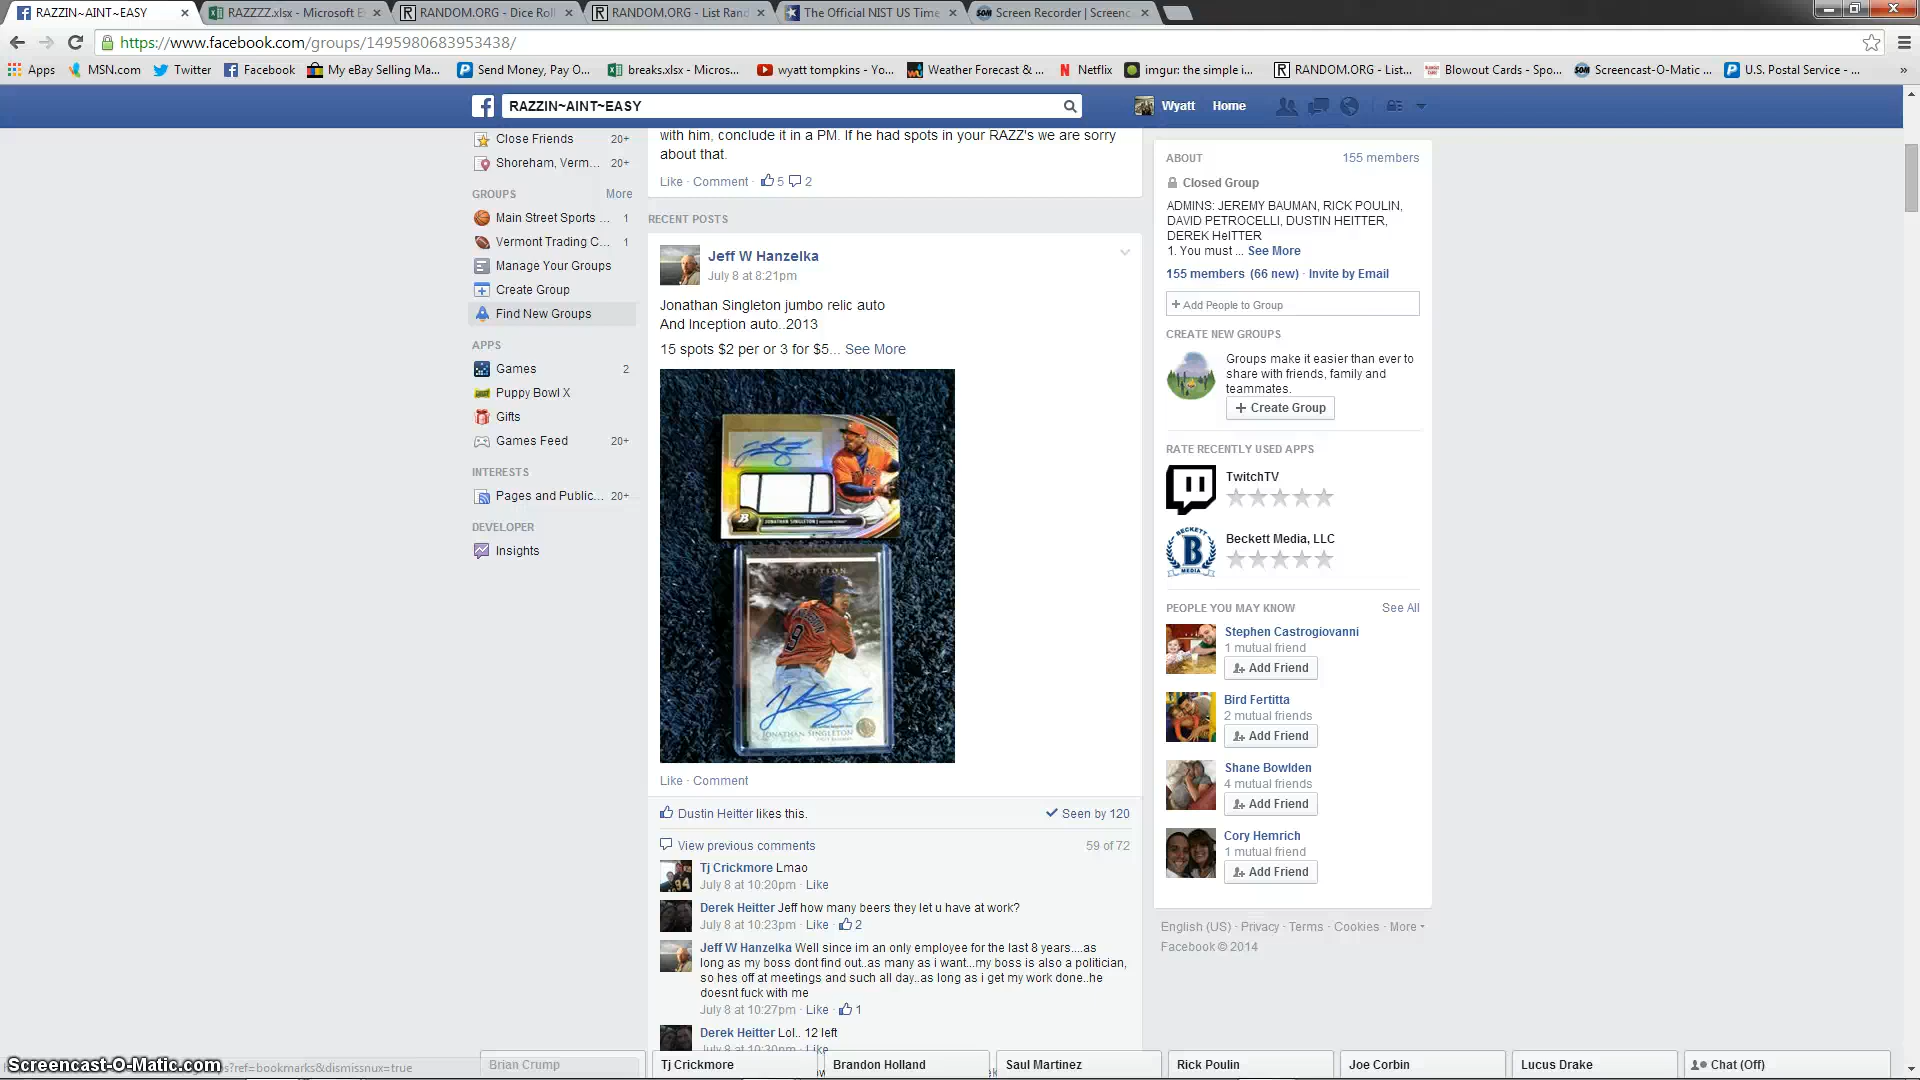 RAZZIN~AINT~EASY
RAZZZZ.xlsx - Microsoft E
RANDOM.ORG - Dice Roll
RANDOM.ORG - List Rand
The Official NIST US Time
Screen Recorder | Screenc
https://www.facebook.com/groups/1495980683953438/
Apps MSN.com Twitter Facebook My eBay Selling Ma... Send Money, Pay O... breaks.xlsx - Micros... wyatt tompkins - Yo... Weather Forecast & ... Netflix imgur: the simple i... RANDOM.ORG - List... Blowout Cards - Spo... Screencast-O-Matic ... U.S. Postal Service - ... »
RAZZIN~AINT~EASY
Wyatt Home
Close Friends 20+
Shoreham, Verm... 20+
GROUPS More
Main Street Sports ... 1
Vermont Trading C... 1
Manage Your Groups
Create Group
Find New Groups
APPS
Games 2
Puppy Bowl X
Gifts
Games Feed 20+
INTERESTS
Pages and Public... 20+
DEVELOPER
Insights
with him, conclude it in a PM. If he had spots in your RAZZ's we are sorry
about that.
Like · Comment · 5 2
RECENT POSTS
Jeff W Hanzelka
July 8 at 8:21pm
Jonathan Singleton jumbo relic auto
And Inception auto..2013
15 spots $2 per or 3 for $5... See More
JONATHAN SINGLETON
INCEPTION
9
JONATHAN SINGLETON
Like · Comment
Dustin Heitter likes this.
Seen by 120
View previous comments 59 of 72
Tj Crickmore Lmao
July 8 at 10:20pm · Like
Derek Heitter Jeff how many beers they let u have at work?
July 8 at 10:23pm · Like · 2
Jeff W Hanzelka Well since im an only employee for the last 8 years....as
long as my boss dont find out..as many as i want...my boss is also a politician,
so hes off at meetings and such all day..as long as i get my work done..he
doesnt fuck with me
July 8 at 10:27pm · Like · 1
Derek Heitter Lol.. 12 left
July 8 at 10:30pm · Like
ABOUT 155 members
Closed Group
ADMINS: JEREMY BAUMAN, RICK POULIN,
DAVID PETROCELLI, DUSTIN HEITTER,
DEREK HeITTER
1. You must ... See More
155 members (66 new) · Invite by Email
+ Add People to Group
CREATE NEW GROUPS
Groups make it easier than ever to
share with friends, family and
teammates.
+ Create Group
RATE RECENTLY USED APPS
TwitchTV
BECKETT
B
MEDIA
Beckett Media, LLC
PEOPLE YOU MAY KNOW See All
Stephen Castrogiovanni
1 mutual friend
Add Friend
Bird Fertitta
2 mutual friends
Add Friend
Shane Bowlden
4 mutual friends
Add Friend
Cory Hemrich
1 mutual friend
Add Friend
English (US) · Privacy · Terms · Cookies · More
Facebook © 2014
Screencast-O-Matic.com
s?ref=bookmarks&dismissnux=true
Brian Crump
Tj Crickmore
Brandon Holland
Saul Martinez
Rick Poulin
Joe Corbin
Lucus Drake
Chat (Off)